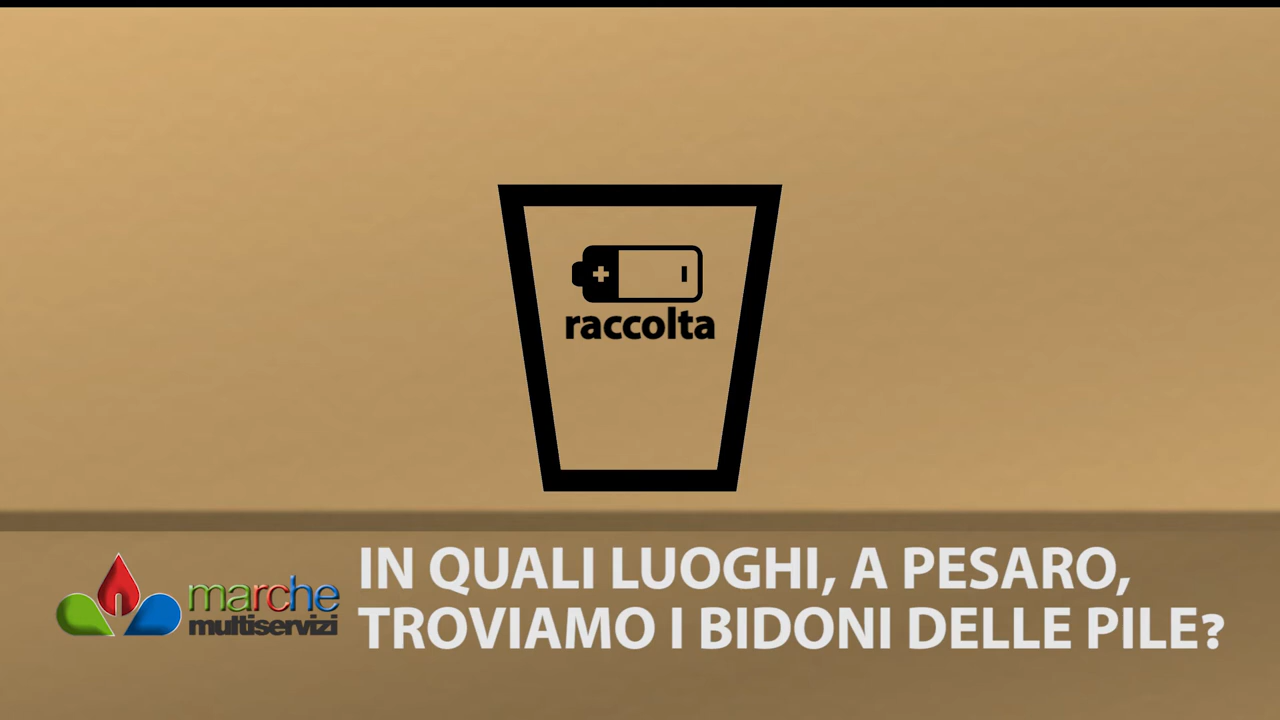 raccolta
marche
multiservizi
IN QUALI LUOGHI, A PESARO,
TROVIAMO I BIDONI DELLE PILE?